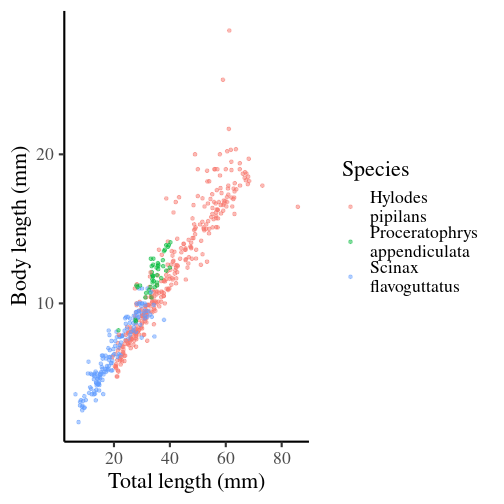 20
10
Body length (mm)
20 40 60 80
Total length (mm)
Species
Hylodes
pipilans
Proceratophrys
appendiculata
Scinax
flavoguttatus